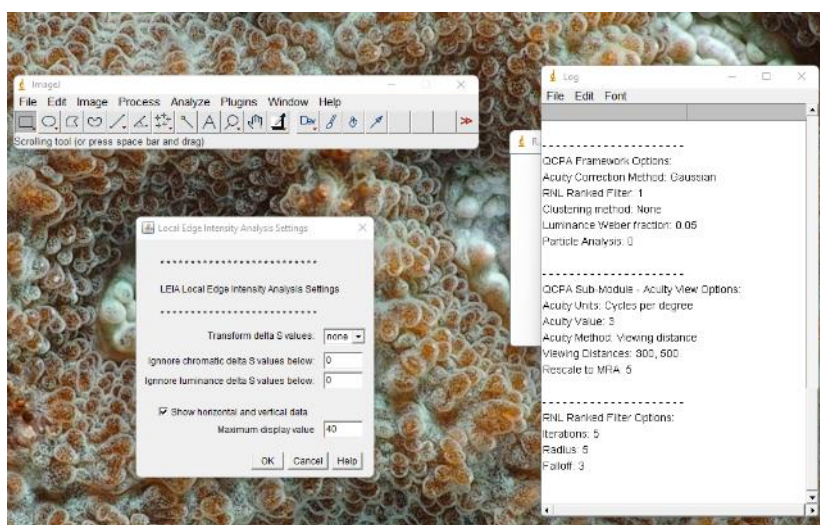 ImageJ
File Edit Image Process Analyze Plugins Window Help
Dev
Scrolling tool (or press space bar and drag)
Local Edge Intensity Analysis Settings
* * * * * * * * * * * * * * * * * * * * * * * * *
LEIA Local Edge Intensity Analysis Settings
* * * * * * * * * * * * * * * * * * * * * * * * *
Transform delta S values: none
Ignnore chromatic delta S values below: 0
Ignnore luminance delta S values below: 0
Show horizontal and vertical data
Maximum display value 40
OK Cancel Help
Log
File Edit Font
- - - - - - - - - - - - - - - - - - - - -
QCPA Framework Options:
Acuity Correction Method: Gaussian
RNL Ranked Filter: 1
Clustering method: None
Luminance Weber fraction: 0.05
Particle Analysis: 0
- - - - - - - - - - - - - - - - - - - - -
QCPA Sub-Module - Acuity View Options:
Acuity Units: Cycles per degree
Acuity Value: 3
Acuity Method: Viewing distance
Viewing Distances: 300, 500
Rescale to MRA: 5
- - - - - - - - - - - - - - - - - - - - -
RNL Ranked Filter Options:
Iterations: 5
Radius: 5
Falloff: 3